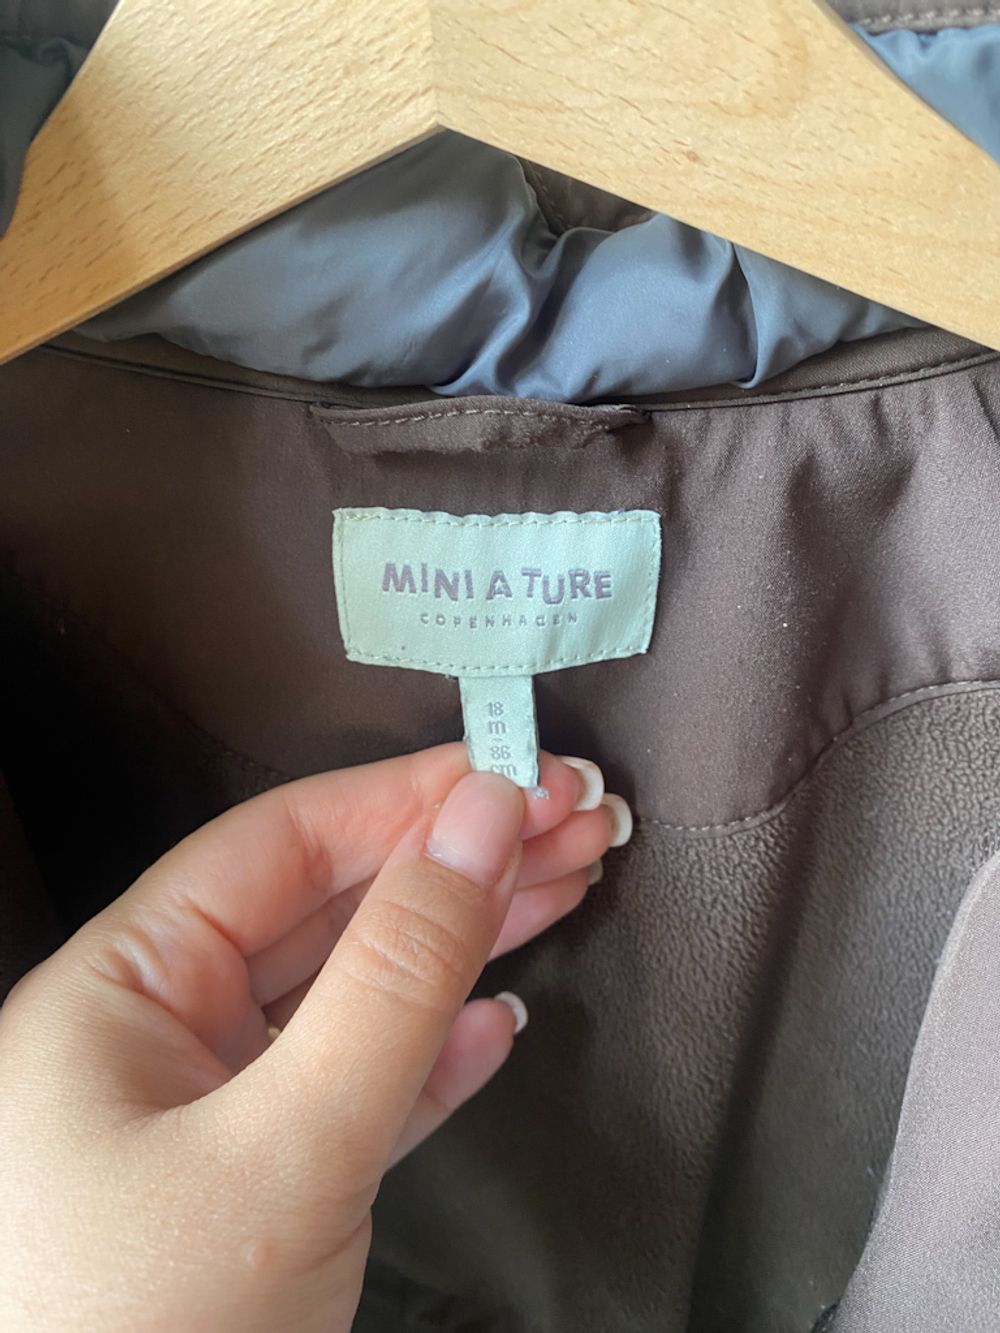 MINI A TURE
COPENHAGEN
18
m
-
86
cm